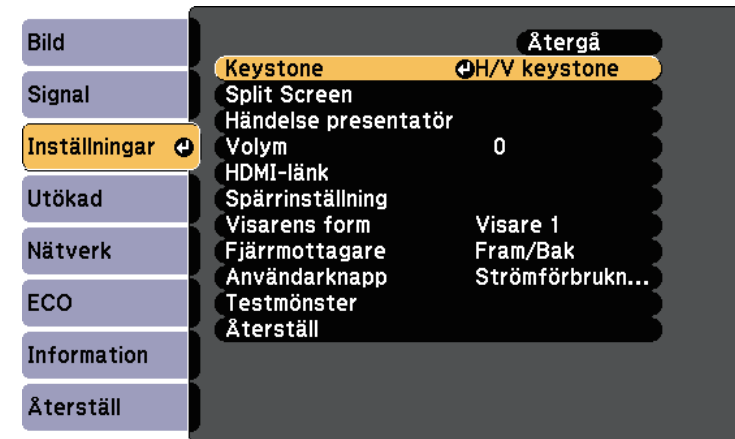 Bild
Signal
Inställningar
Utökad
Nätverk
ECO
Information
Återställ
Återgå
Keystone H/V keystone
Split Screen
Händelse presentatör
Volym 0
HDMI-länk
Spärrinställning
Visarens form Visare 1
Fjärrmottagare Fram/Bak
Användarknapp Strömförbrukn...
Testmönster
Återställ